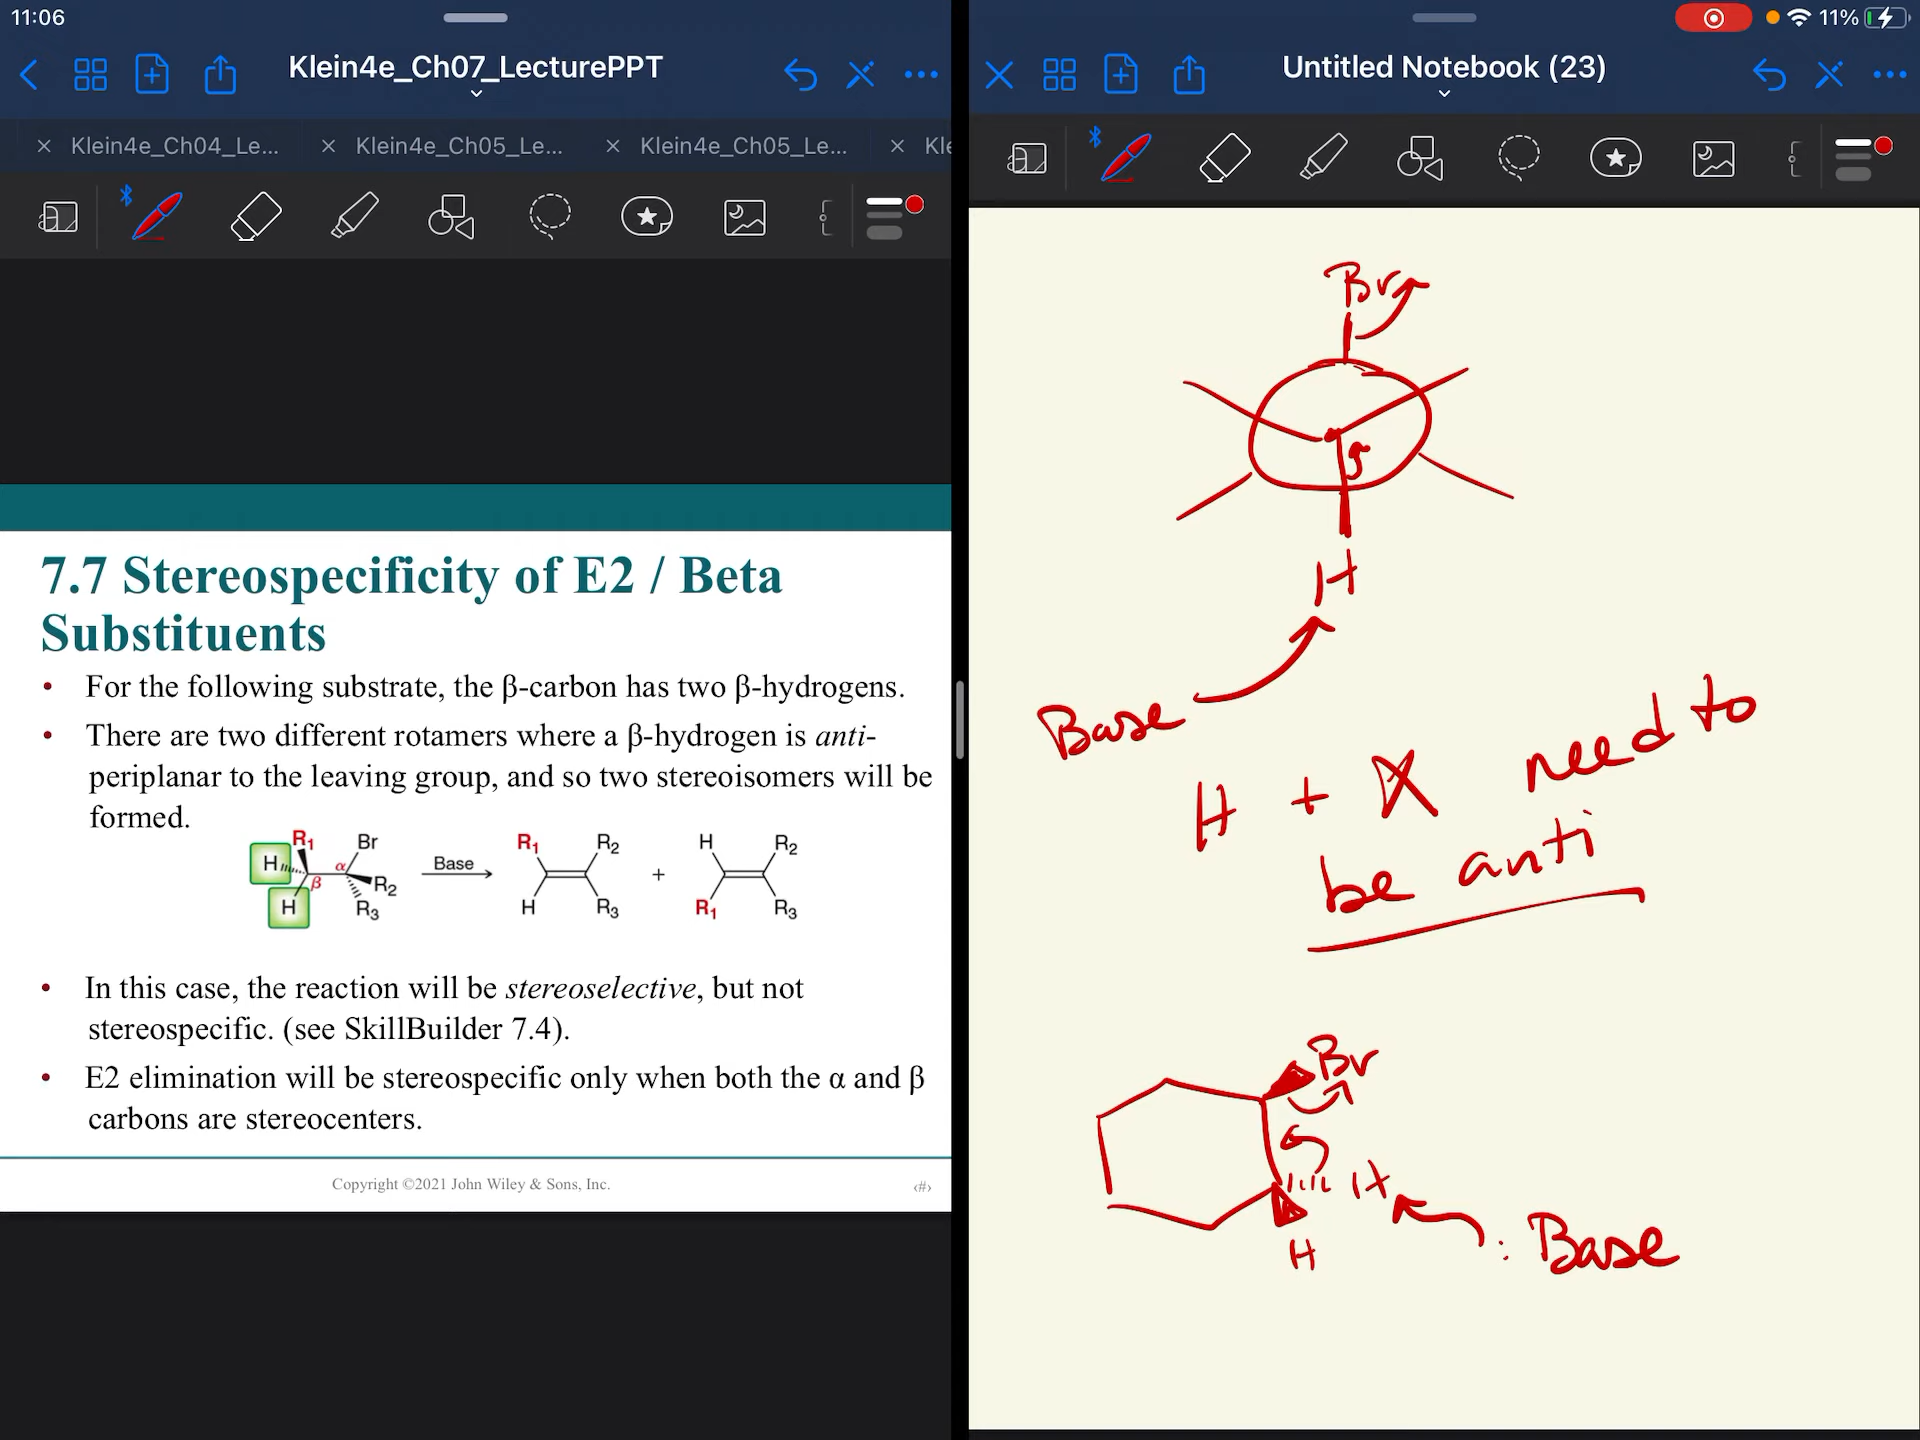 11:06
Klein4e_Ch07_LecturePPT
Klein4e_Ch04_Le...
Klein4e_Ch05_Le...
Klein4e_Ch05_Le...
Kle
7.7 Stereospecificity of E2 / Beta
Substituents
• For the following substrate, the β-carbon has two β-hydrogens.
• There are two different rotamers where a β-hydrogen is anti-
periplanar to the leaving group, and so two stereoisomers will be
formed.
R1 Br
H α
β R2
H R3
Base
R1 R2
H R3
+
H R2
R1 R3
• In this case, the reaction will be stereoselective, but not
stereospecific. (see SkillBuilder 7.4).
• E2 elimination will be stereospecific only when both the α and β
carbons are stereocenters.
Copyright ©2021 John Wiley & Sons, Inc.
‹#›
11%
Untitled Notebook (23)
Br
H
Base
H + X need to
be anti
Br
H
H
: Base